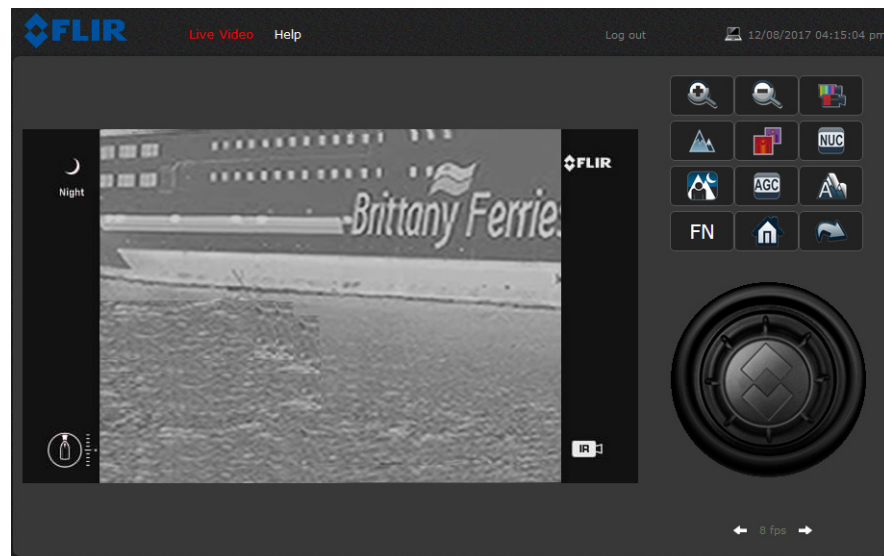 FLIR
Live Video Help Log out 12/08/2017 04:15:04 pm
Night
FLIR
Brittany Ferries
NUC
AGC
A
FN
IR
8 fps